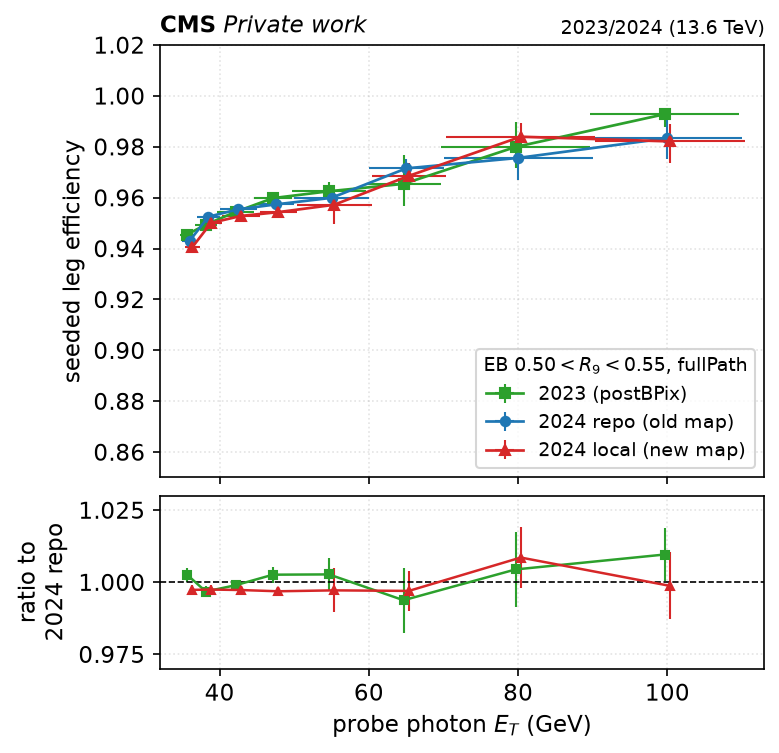 CMS Private work 2023/2024 (13.6 TeV)
1.02
1.00
0.98
0.96
0.94
0.92
0.90
0.88
0.86
seeded leg efficiency
EB 0.50 < R₉ < 0.55, fullPath
2023 (postBPix)
2024 repo (old map)
2024 local (new map)
1.025
1.000
0.975
ratio to
2024 repo
40 60 80 100
probe photon E_T (GeV)